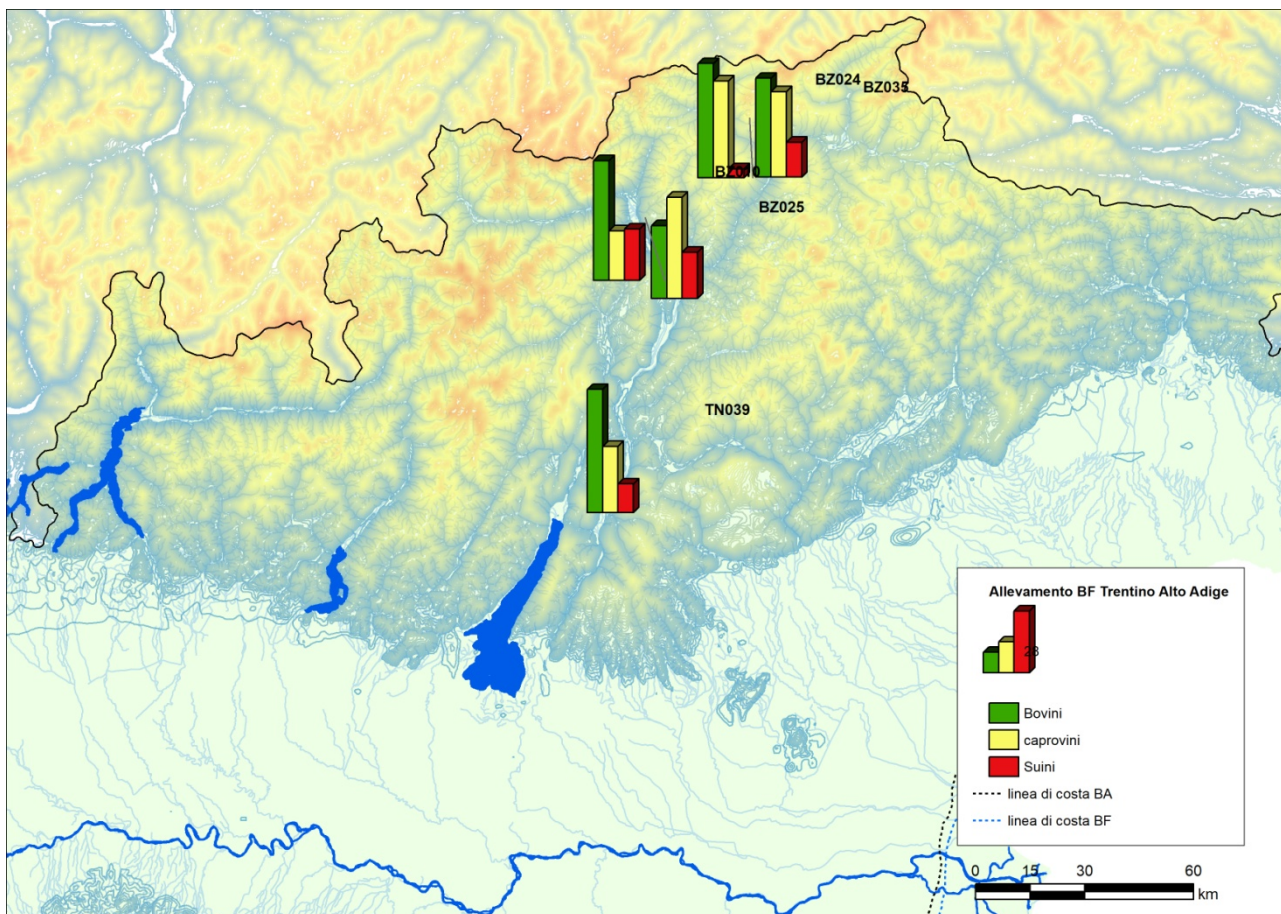 BZ024
BZ035
BZ010
BZ025
TN039
Allevamento BF Trentino Alto Adige
28
Bovini
caprovini
Suini
linea di costa BA
linea di costa BF
0 15 30 60
km